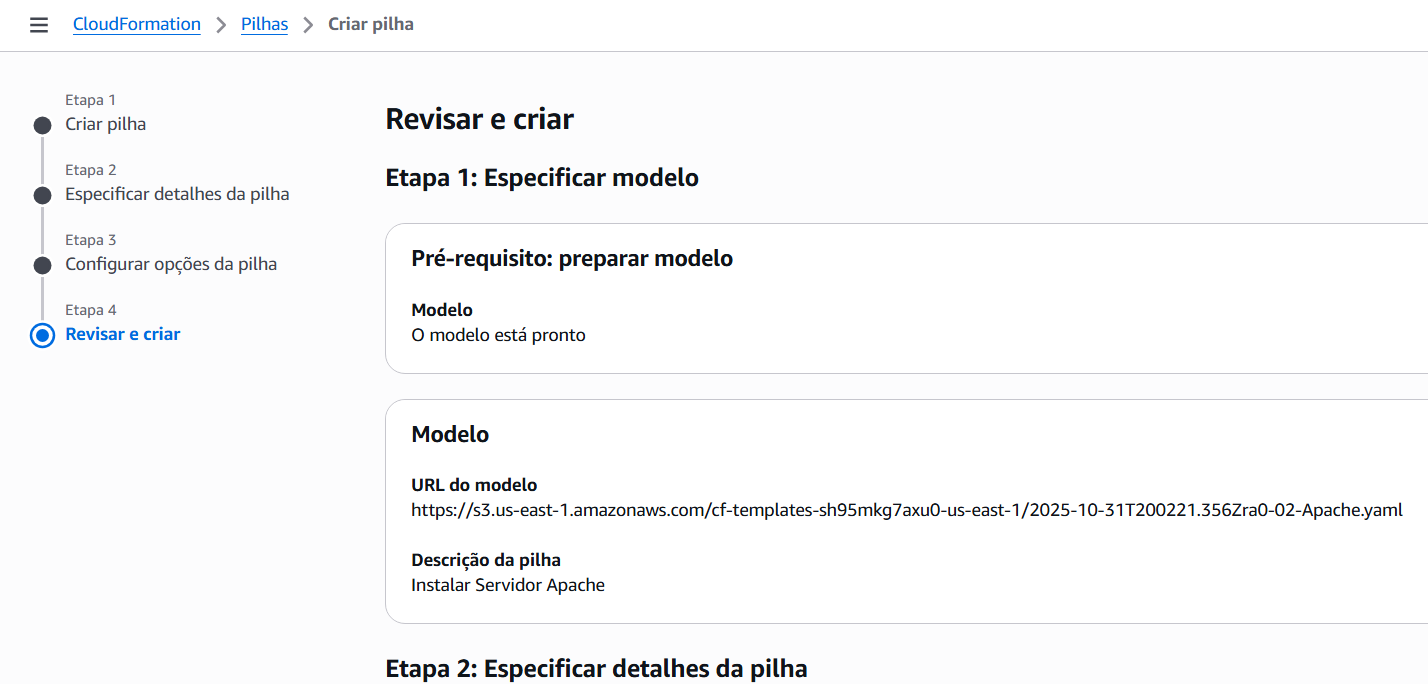 CloudFormation > Pilhas > Criar pilha
Etapa 1
Criar pilha
Etapa 2
Especificar detalhes da pilha
Etapa 3
Configurar opções da pilha
Etapa 4
Revisar e criar
Revisar e criar
Etapa 1: Especificar modelo
Pré-requisito: preparar modelo
Modelo
O modelo está pronto
Modelo
URL do modelo
https://s3.us-east-1.amazonaws.com/cf-templates-sh95mkg7axu0-us-east-1/2025-10-31T200221.356Zra0-02-Apache.yaml
Descrição da pilha
Instalar Servidor Apache
Etapa 2: Especificar detalhes da pilha